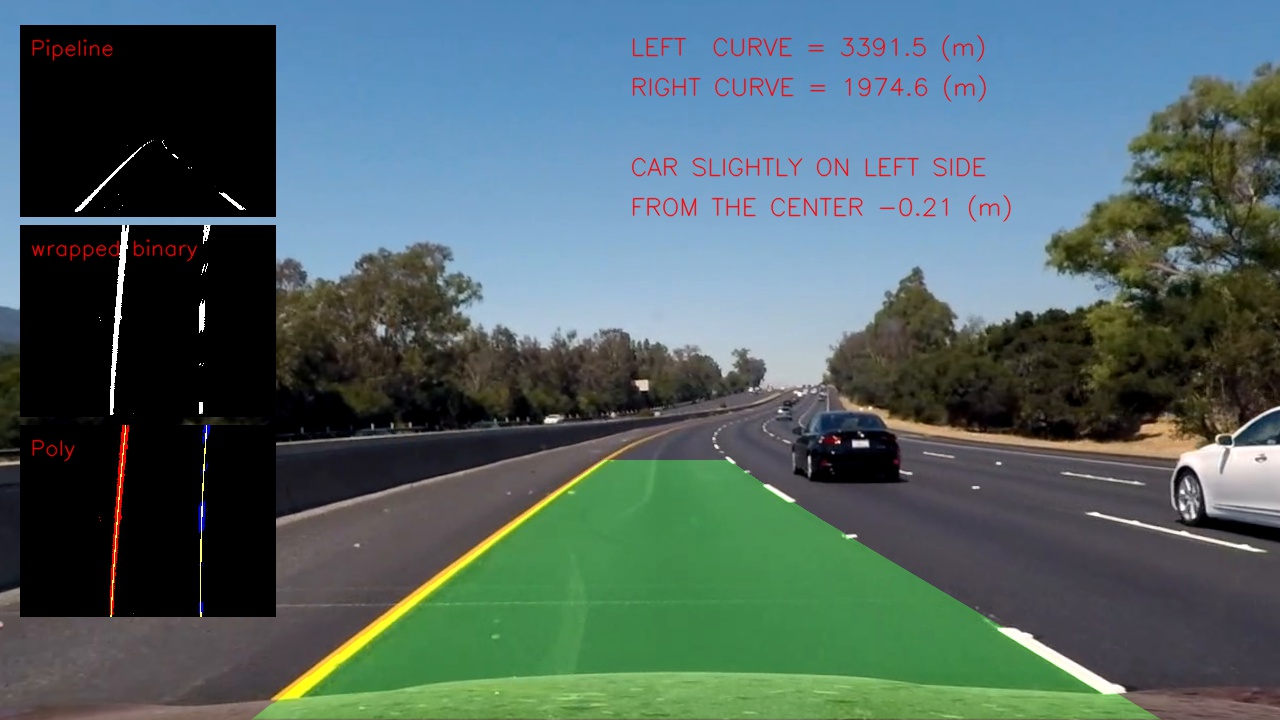 Pipeline
LEFT CURVE = 3391.5 (m)
RIGHT CURVE = 1974.6 (m)
CAR SLIGHTLY ON LEFT SIDE
FROM THE CENTER -0.21 (m)
wrapped binary
Poly